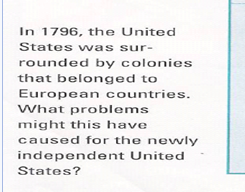 In 1796, the United
States was sur-
rounded by colonies
that belonged to
European countries.
What problems
might this have
caused for the newly
independent United
States?